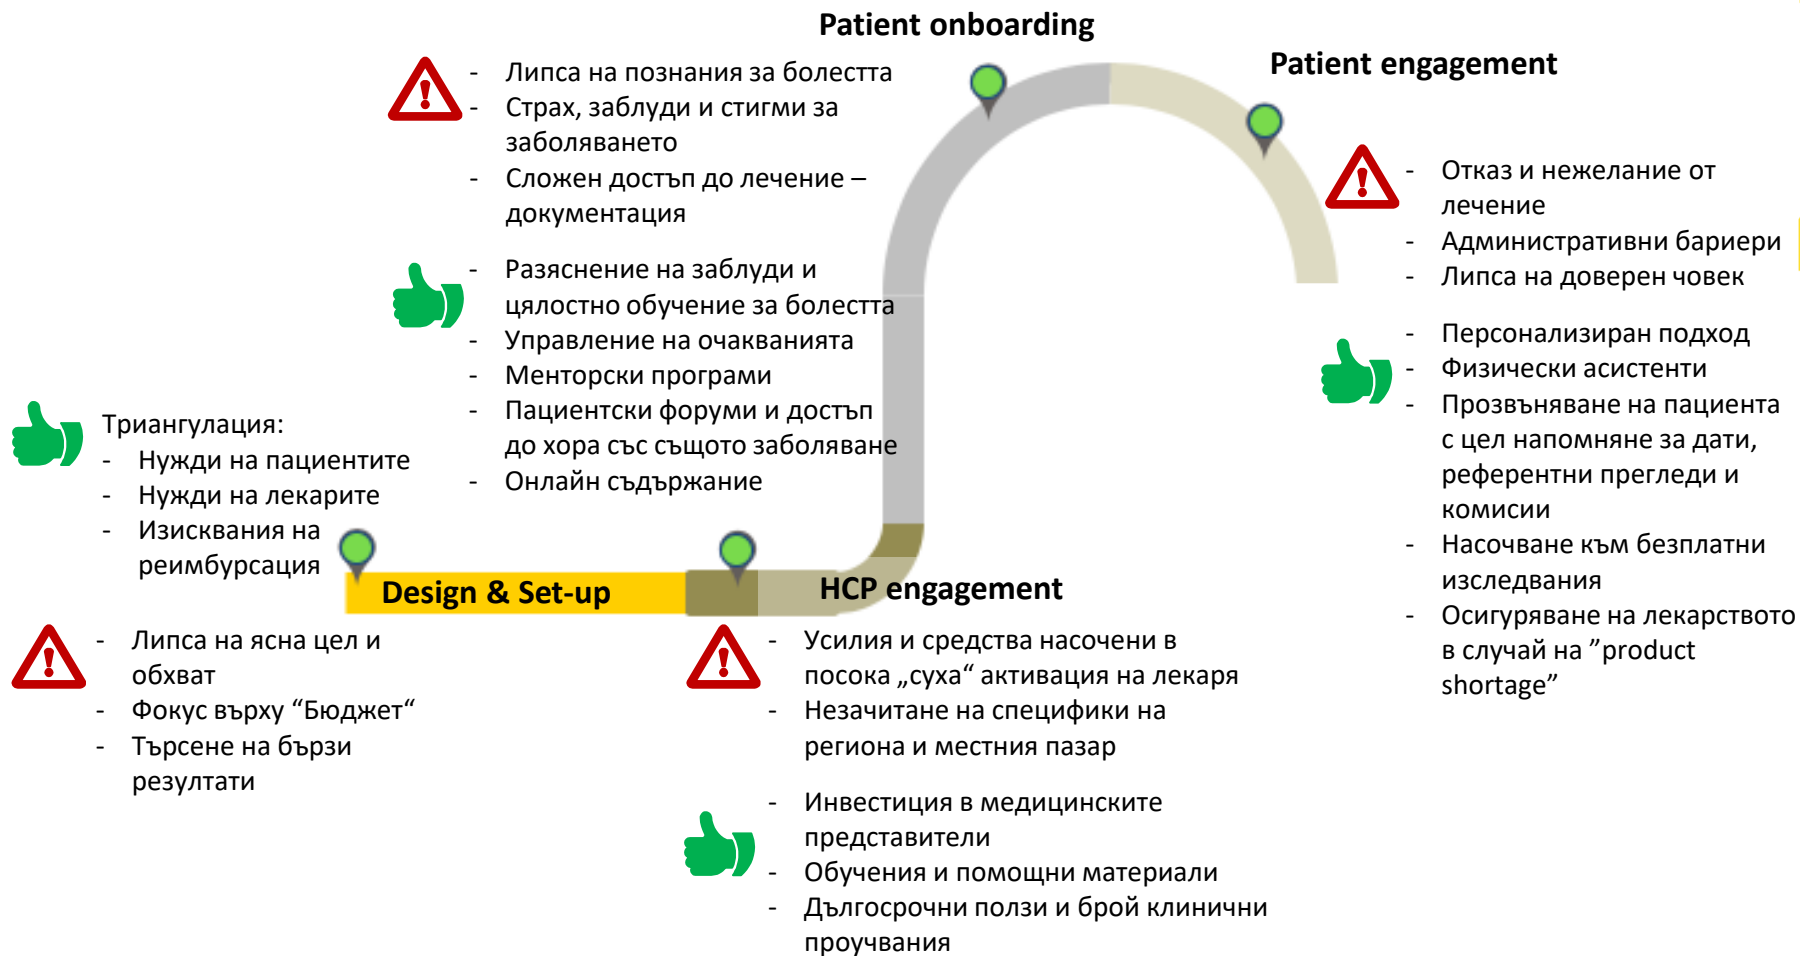 Patient onboarding
- Липса на познания за болестта
- Страх, заблуди и стигми за
заболяването
- Сложен достъп до лечение –
документация
- Разяснение на заблуди и
цялостно обучение за болестта
- Управление на очакванията
- Менторски програми
- Пациентски форуми и достъп
до хора със същото заболяване
- Онлайн съдържание
Patient engagement
- Отказ и нежелание от
лечение
- Административни бариери
- Липса на доверен човек
- Персонализиран подход
- Физически асистенти
- Прозвъняване на пациента
с цел напомняне за дати,
референтни прегледи и
комисии
- Насочване към безплатни
изследвания
- Осигуряване на лекарството
в случай на ”product
shortage”
Триангулация:
- Нужди на пациентите
- Нужди на лекарите
- Изисквания на
реимбурсация
Design & Set-up
- Липса на ясна цел и
обхват
- Фокус върху “Бюджет“
- Търсене на бързи
резултати
HCP engagement
- Усилия и средства насочени в
посока „суха“ активация на лекаря
- Незачитане на специфики на
региона и местния пазар
- Инвестиция в медицинските
представители
- Обучения и помощни материали
- Дългосрочни ползи и брой клинични
проучвания